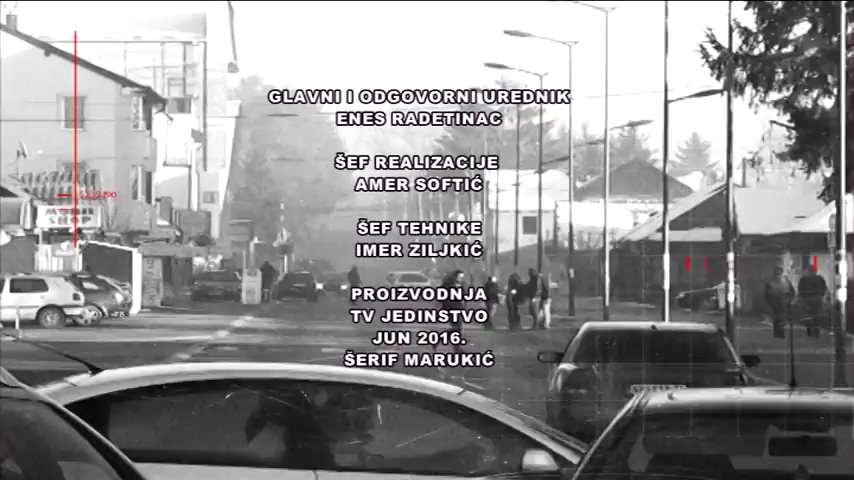 GLAVNI I ODGOVORNI UREDNIK
ENES RADETINAC
ŠEF REALIZACIJE
AMER SOFTIĆ
ŠEF TEHNIKE
IMER ZILJKIĆ
PROIZVODNJA
TV JEDINSTVO
JUN 2016.
ŠERIF MARUKIĆ
SHOP